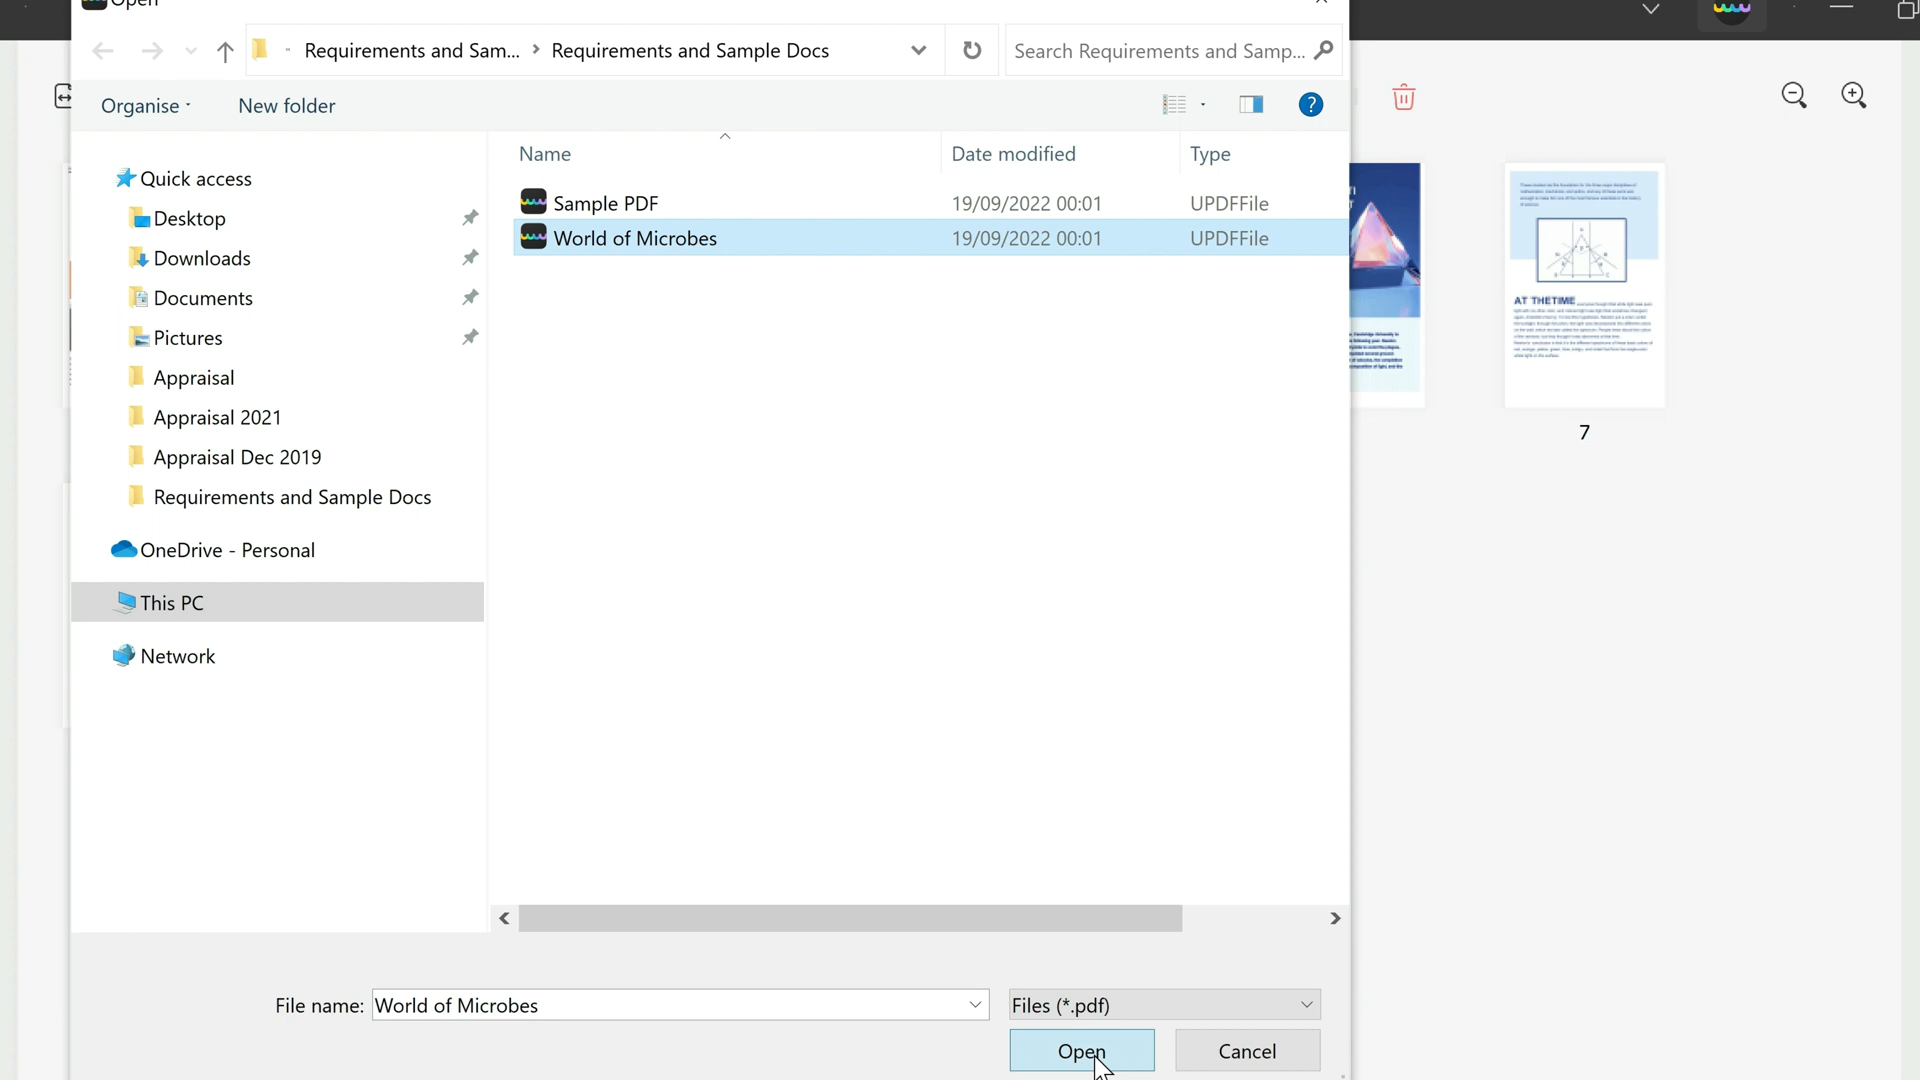 Open
Requirements and Sam... > Requirements and Sample Docs
Search Requirements and Samp...
Organise
New folder
Name
Date modified
Type
Quick access
Desktop
Downloads
Documents
Pictures
Appraisal
Appraisal 2021
Appraisal Dec 2019
Requirements and Sample Docs
OneDrive - Personal
This PC
Network
Sample PDF 19/09/2022 00:01 UPDFFile
World of Microbes 19/09/2022 00:01 UPDFFile
AT THETIME
7
File name: World of Microbes
Files (*.pdf)
Open
Cancel